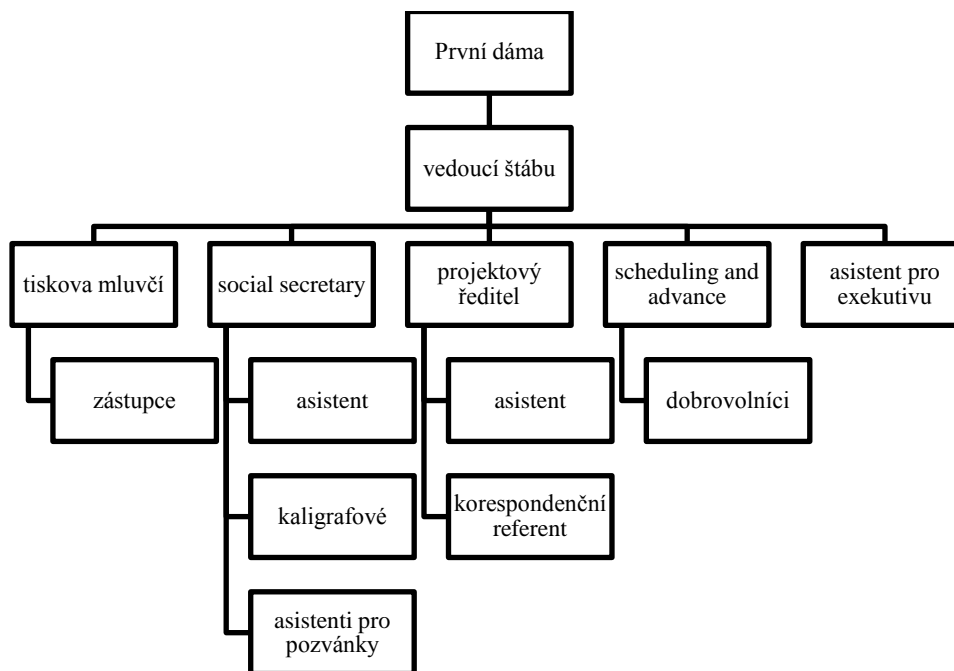 První dáma
vedoucí štábu
tiskova mluvčí
social secretary
projektový
ředitel
scheduling and
advance
asistent pro
exekutivu
zástupce
asistent
asistent
dobrovolníci
kaligrafové
korespondenční
referent
asistenti pro
pozvánky